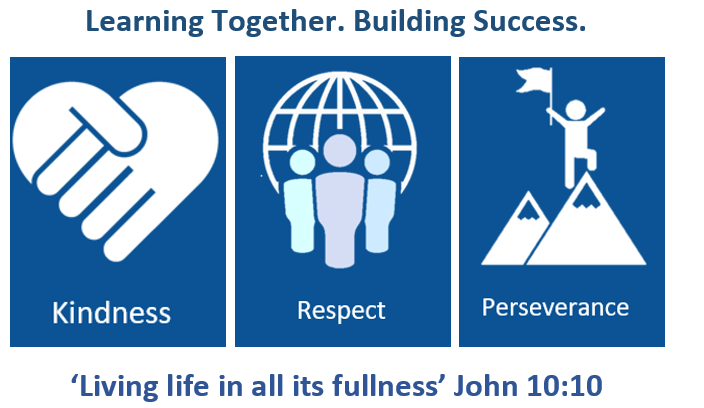 Learning Together. Building Success.
Kindness
Respect
Perseverance
‘Living life in all its fullness’ John 10:10